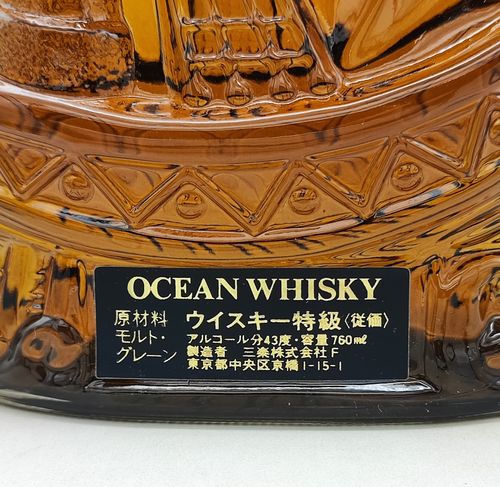 OCEAN WHISKY
原材料 ウイスキー特級〈従価〉
モルト・ アルコール分43度・容量760㎖
グレーン 製造者 三楽株式会社F
東京都中央区京橋1-15-1